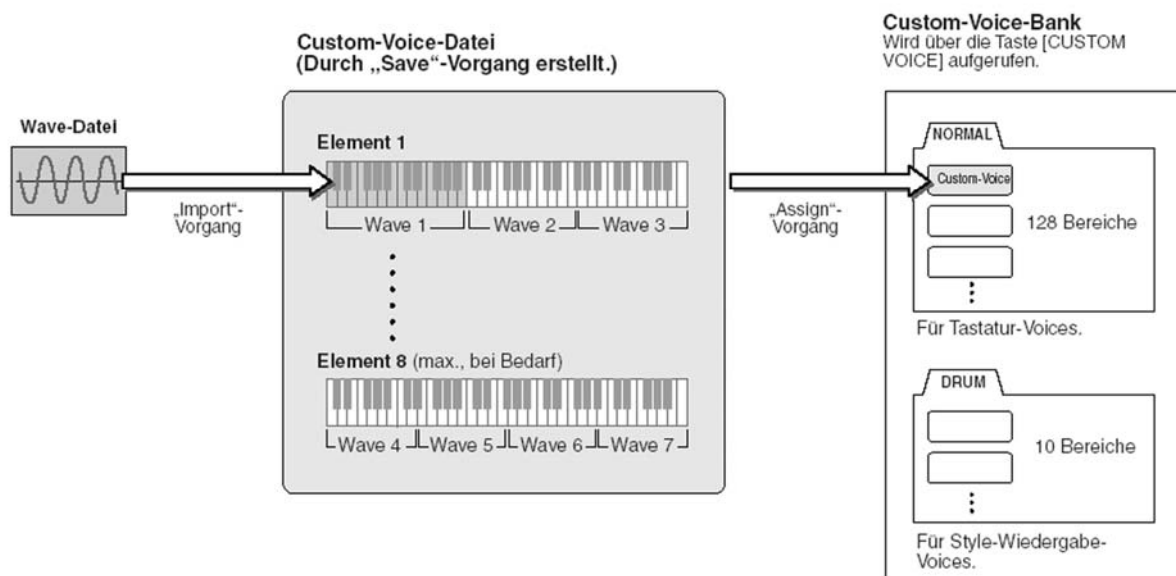 Custom-Voice-Datei
(Durch „Save“-Vorgang erstellt.)
Custom-Voice-Bank
Wird über die Taste [CUSTOM
VOICE] aufgerufen.
Wave-Datei
„Import“-
Vorgang
Element 1
Wave 1
Wave 2
Wave 3
Element 8 (max., bei Bedarf)
Wave 4
Wave 5
Wave 6
Wave 7
„Assign“-
Vorgang
NORMAL
Custom-Voice
128 Bereiche
Für Tastatur-Voices.
DRUM
10 Bereiche
Für Style-Wiedergabe-
Voices.